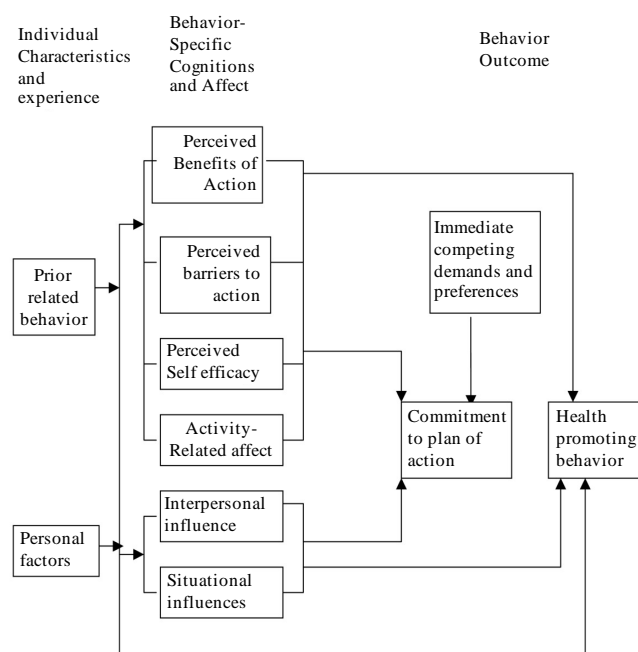 Individual
Characteristics
and
experience
Behavior-
Specific
Cognitions
and Affect
Behavior
Outcome
Perceived
Benefits of
Action
Perceived
barriers to
action
Perceived
Self efficacy
Activity-
Related affect
Interpersonal
influence
Situational
influences
Prior
related
behavior
Personal
factors
Immediate
competing
demands and
preferences
Commitment
to plan of
action
Health
promoting
behavior